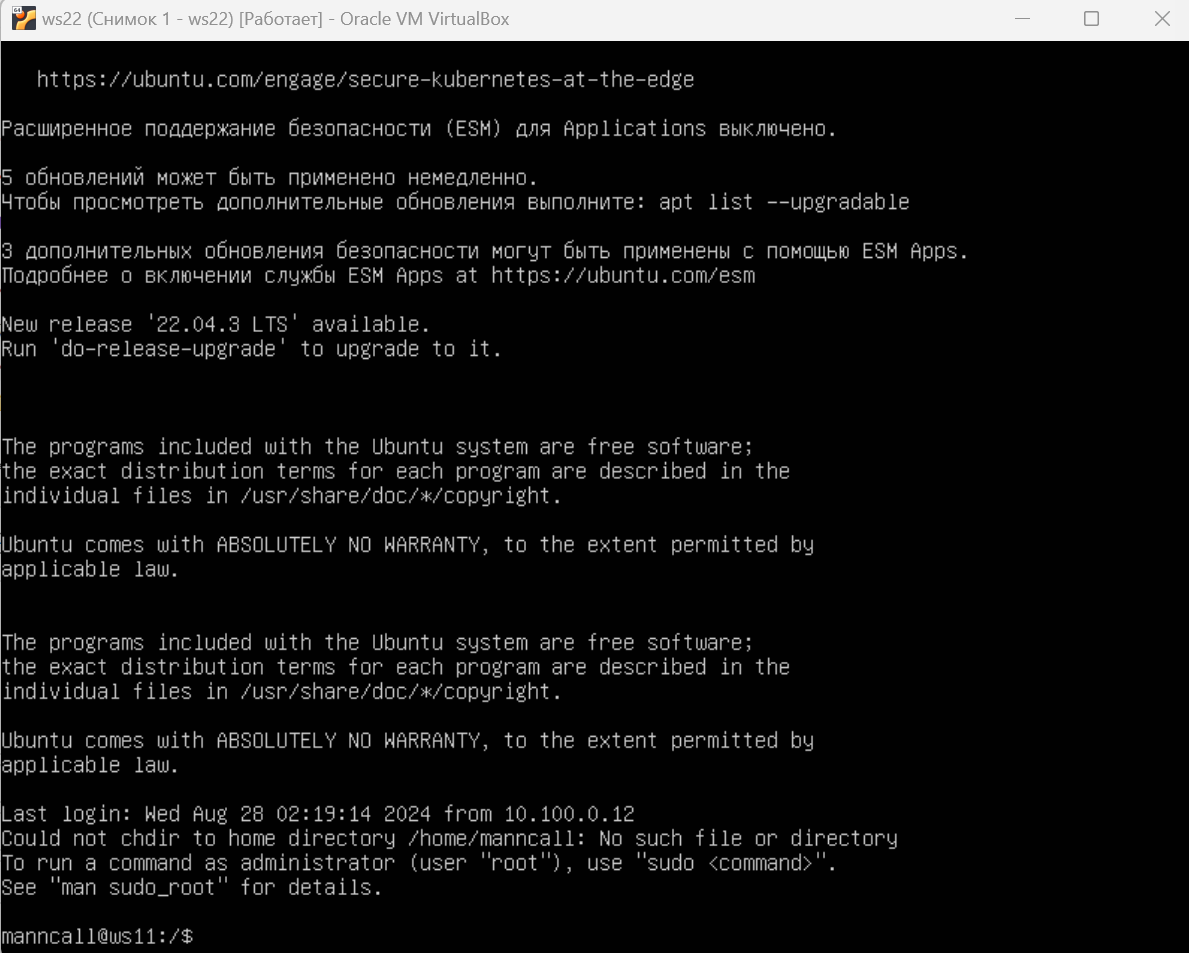 64
ws22 (Снимок 1 - ws22) [Работает] - Oracle VM VirtualBox
https://ubuntu.com/engage/secure-kubernetes-at-the-edge
Расширенное поддержание безопасности (ESM) для Applications выключено.
5 обновлений может быть применено немедленно.
Чтобы просмотреть дополнительные обновления выполните: apt list --upgradable
3 дополнительных обновления безопасности могут быть применены с помощью ESM Apps.
Подробнее о включении службы ESM Apps at https://ubuntu.com/esm
New release '22.04.3 LTS' available.
Run 'do-release-upgrade' to upgrade to it.
The programs included with the Ubuntu system are free software;
the exact distribution terms for each program are described in the
individual files in /usr/share/doc/*/copyright.
Ubuntu comes with ABSOLUTELY NO WARRANTY, to the extent permitted by
applicable law.
The programs included with the Ubuntu system are free software;
the exact distribution terms for each program are described in the
individual files in /usr/share/doc/*/copyright.
Ubuntu comes with ABSOLUTELY NO WARRANTY, to the extent permitted by
applicable law.
Last login: Wed Aug 28 02:19:14 2024 from 10.100.0.12
Could not chdir to home directory /home/manncall: No such file or directory
To run a command as administrator (user "root"), use "sudo <command>".
See "man sudo_root" for details.
manncall@ws11:/$